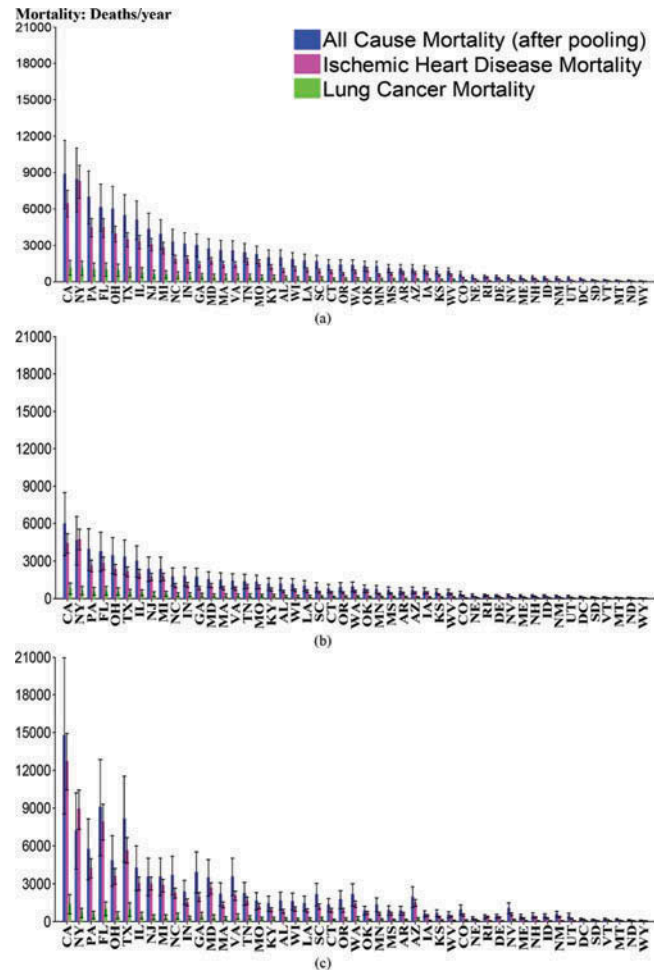 Mortality: Deaths/year
21000
18000
15000
12000
9000
6000
3000
0
All Cause Mortality (after pooling)
Ischemic Heart Disease Mortality
Lung Cancer Mortality
CA NY PA FL OH TX IL NJ MI NC IN GA MD MA VA TN MO KY AL WI LA SC CT OR WA OK MN MS AR AZ IA KS WV CO NE RI DE NV ME NH ID NM UT DC SD VT MT ND WY
(a)
21000
18000
15000
12000
9000
6000
3000
0
CA NY PA FL OH TX IL NJ MI NC IN GA MD MA VA TN MO KY AL WI LA SC CT OR WA OK MN MS AR AZ IA KS WV CO NE RI DE NV ME NH ID NM UT DC SD VT MT ND WY
(b)
21000
18000
15000
12000
9000
6000
3000
0
CA NY PA FL OH TX IL NJ MI NC IN GA MD MA VA TN MO KY AL WI LA SC CT OR WA OK MN MS AR AZ IA KS WV CO NE RI DE NV ME NH ID NM UT DC SD VT MT ND WY
(c)